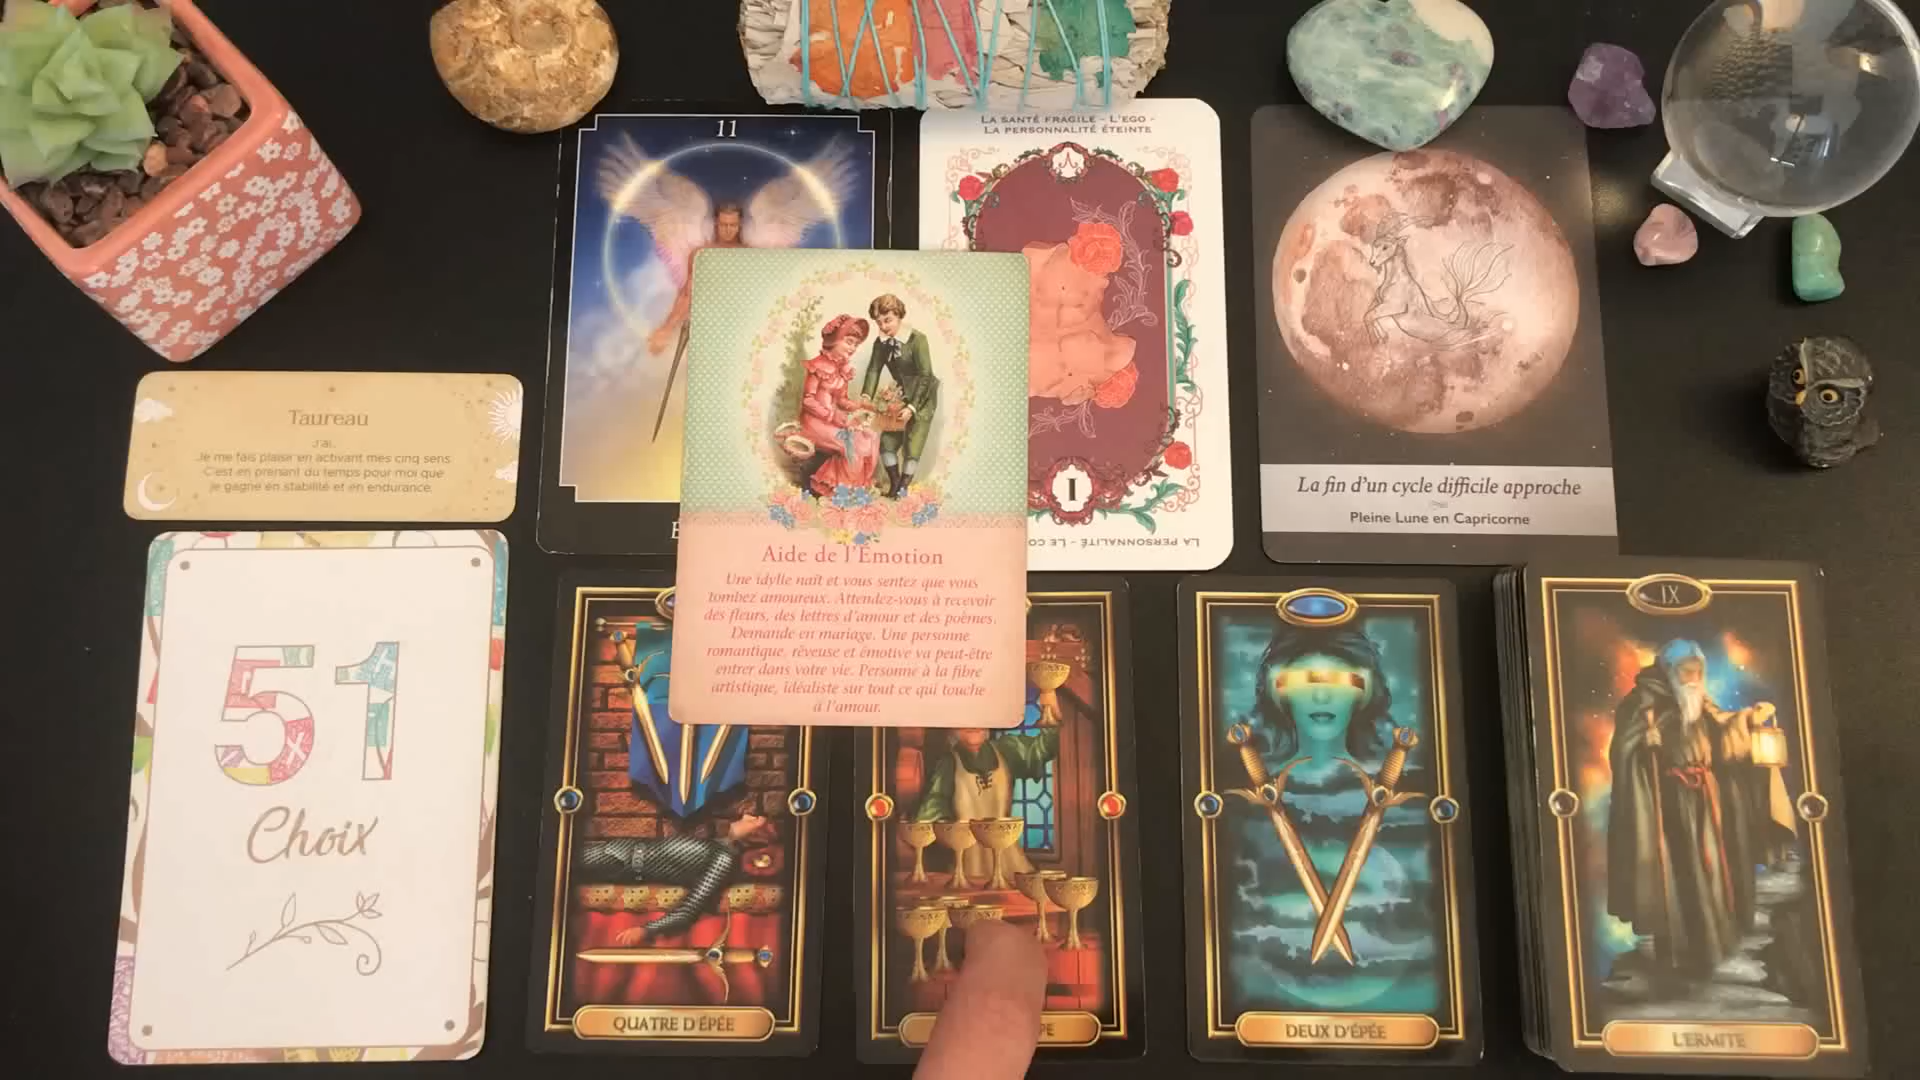 11
LA SANTÉ FRAGILE - L'EGO -
LA PERSONNALITÉ ÉTEINTE
I
LA PERSONNALITÉ - LE CO
La fin d'un cycle difficile approche
Pleine Lune en Capricorne
Taureau
J'ai.
Je me fais plaisir en activant mes cinq sens.
C'est en prenant du temps pour moi que
je gagne en stabilité et en endurance.
Aide de l'Émotion
Une idylle naît et vous sentez que vous
tombez amoureux. Attendez-vous à recevoir
des fleurs, des lettres d'amour et des poèmes.
Demande en mariage. Une personne
romantique, rêveuse et émotive va peut-être
entrer dans votre vie. Personne à la fibre
artistique, idéaliste sur tout ce qui touche
à l'amour.
51
Choix
QUATRE D'ÉPÉE
PE
DEUX D'ÉPÉE
IX
L'ERMITE